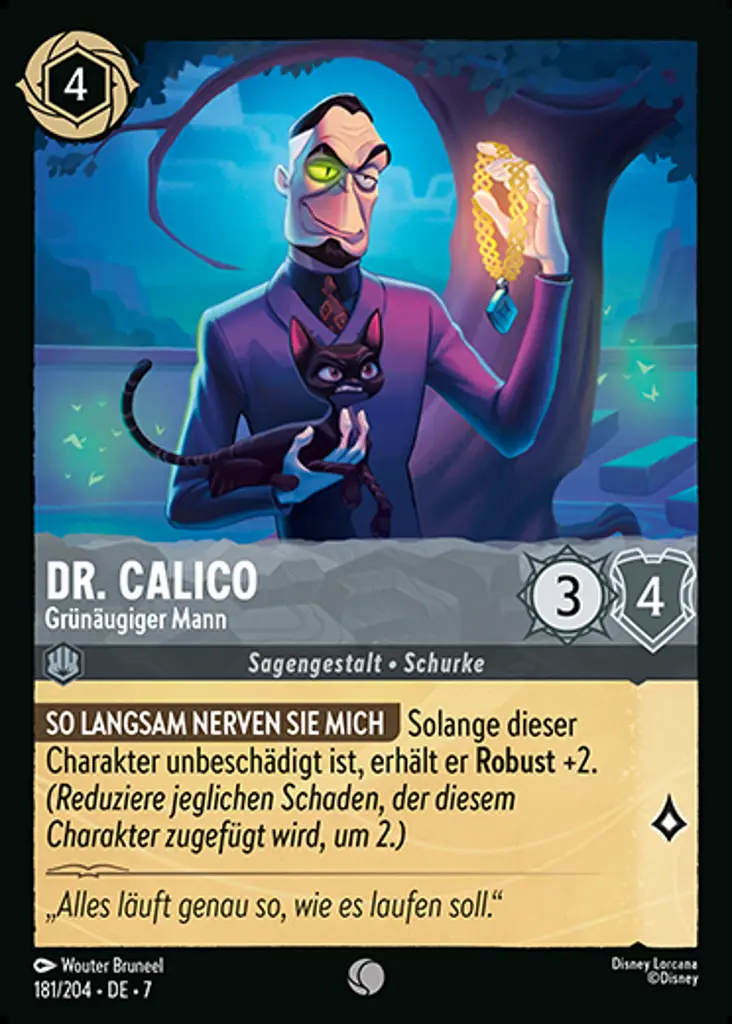 4
DR. CALICO
Grünäugiger Mann
3
4
Sagengestalt • Schurke
SO LANGSAM NERVEN SIE MICH Solange dieser
Charakter unbeschädigt ist, erhält er Robust +2.
(Reduziere jeglichen Schaden, der diesem
Charakter zugefügt wird, um 2.)
„Alles läuft genau so, wie es laufen soll.“
Wouter Bruneel
181/204 • DE • 7
Disney Lorcana
©Disney